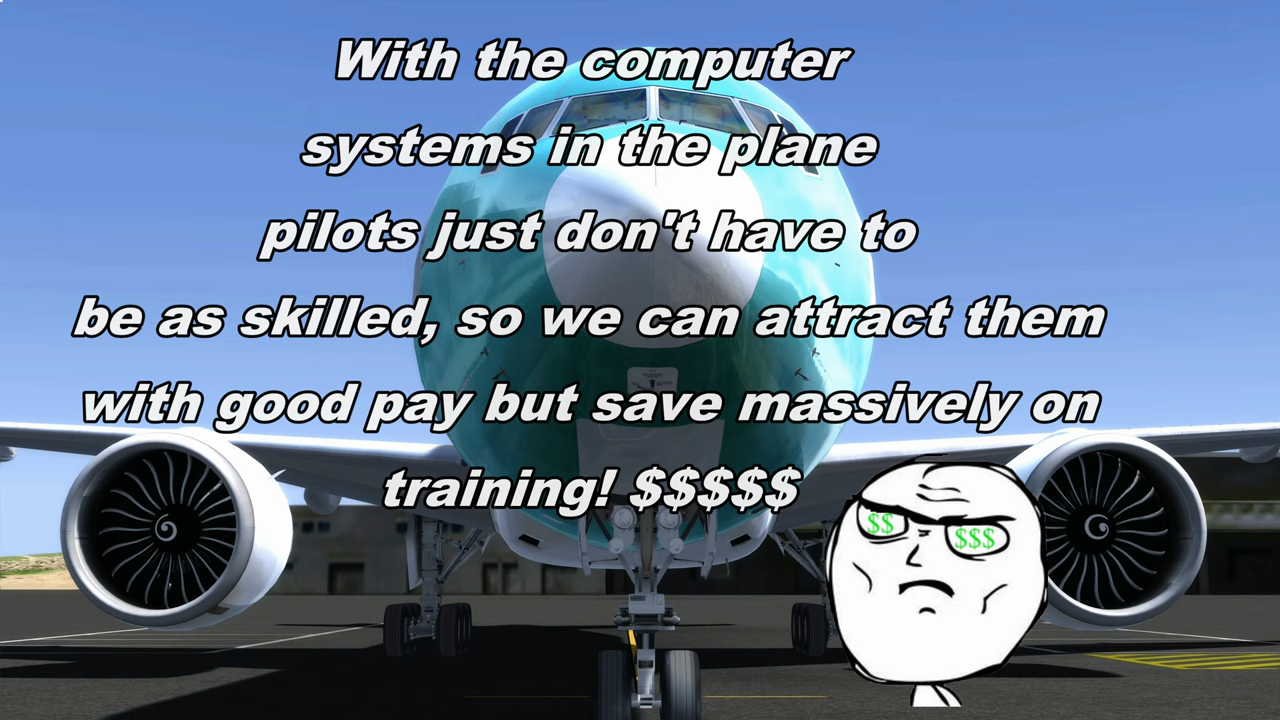 With the computer
systems in the plane
pilots just don't have to
be as skilled, so we can attract them
with good pay but save massively on
training! $$$$$
$$ $$$